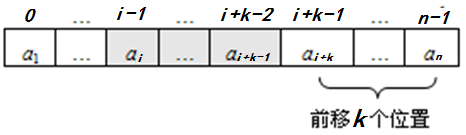 0 … i-1 … i+k-2 i+k-1 … n-1
a1 … ai … ai+k-1 ai+k … an
前移k个位置